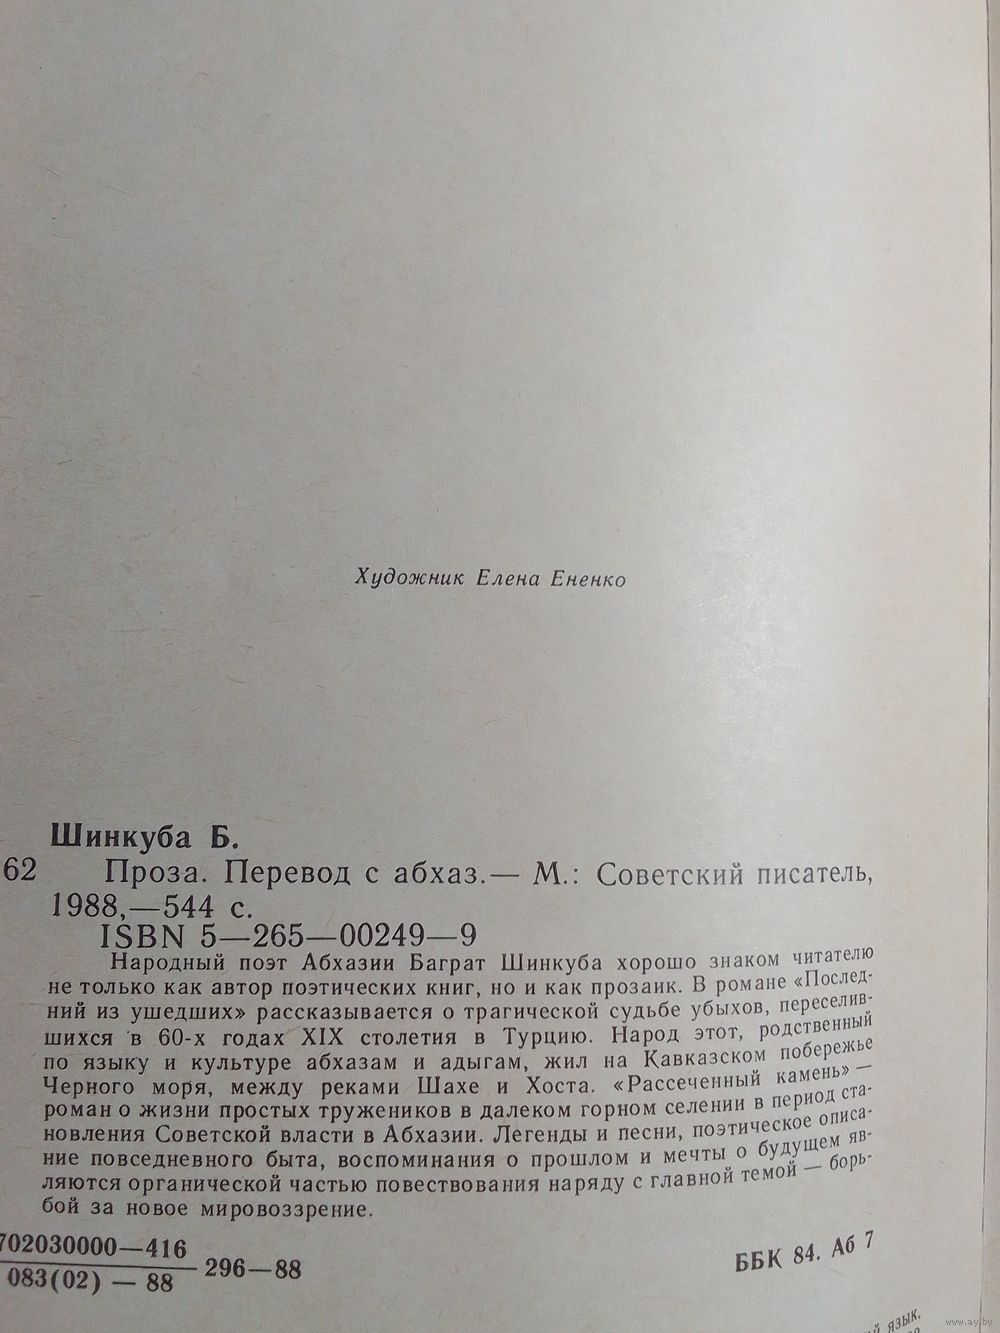 Художник Елена Ененко
Шинкуба Б.
62 Проза. Перевод с абхаз.— М.: Советский писатель,
1988,—544 с.
ISBN 5—265—00249—9
Народный поэт Абхазии Баграт Шинкуба хорошо знаком читателю
не только как автор поэтических книг, но и как прозаик. В романе «Послед-
ний из ушедших» рассказывается о трагической судьбе убыхов, переселив-
шихся в 60-х годах XIX столетия в Турцию. Народ этот, родственный
по языку и культуре абхазам и адыгам, жил на Кавказском побережье
Черного моря, между реками Шахе и Хоста. «Рассеченный камень» —
роман о жизни простых тружеников в далеком горном селении в период ста-
новления Советской власти в Абхазии. Легенды и песни, поэтическое описа-
ние повседневного быта, воспоминания о прошлом и мечты о будущем яв-
ляются органической частью повествования наряду с главной темой — борь-
бой за новое мировоззрение.
702030000—416
083(02) — 88
296—88
ББК 84. Аб 7
язык.
www.ay.by